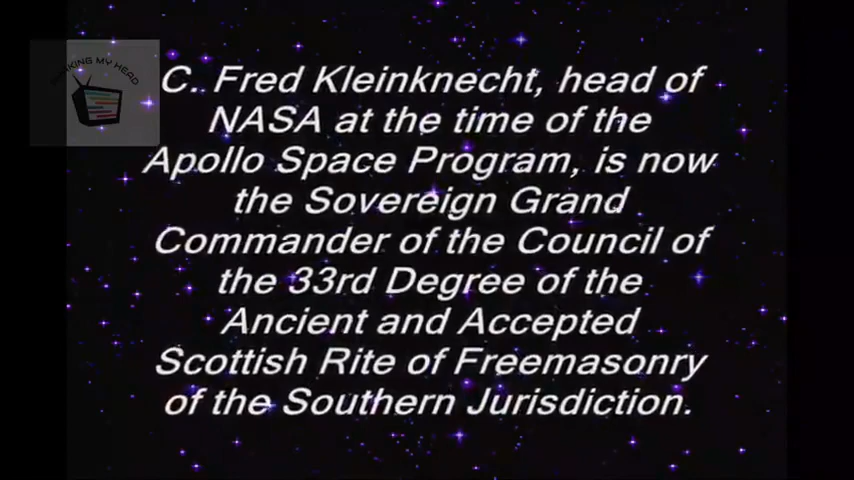 C. Fred Kleinknecht, head of
NASA at the time of the
Apollo Space Program, is now
the Sovereign Grand
Commander of the Council of
the 33rd Degree of the
Ancient and Accepted
Scottish Rite of Freemasonry
of the Southern Jurisdiction.
MY HEAD